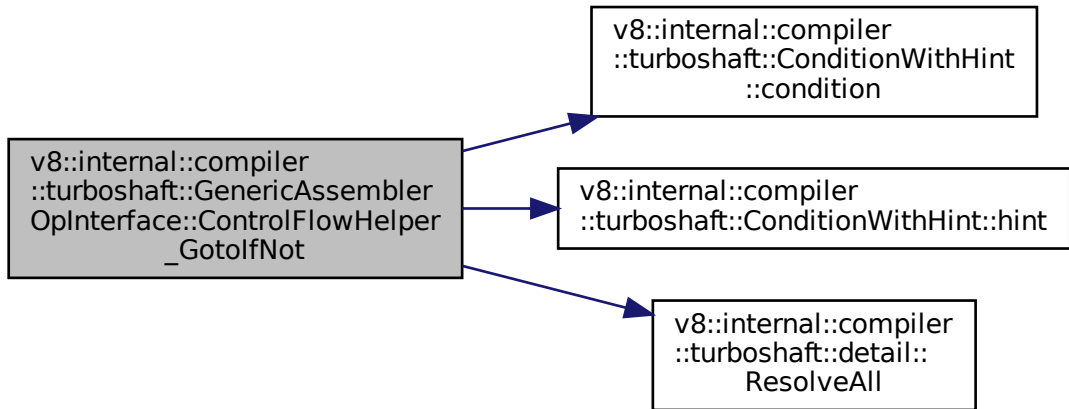 v8::internal::compiler
::turboshaft::GenericAssembler
OpInterface::ControlFlowHelper
_GotoIfNot
v8::internal::compiler
::turboshaft::ConditionWithHint
::condition
v8::internal::compiler
::turboshaft::ConditionWithHint::hint
v8::internal::compiler
::turboshaft::detail::
ResolveAll